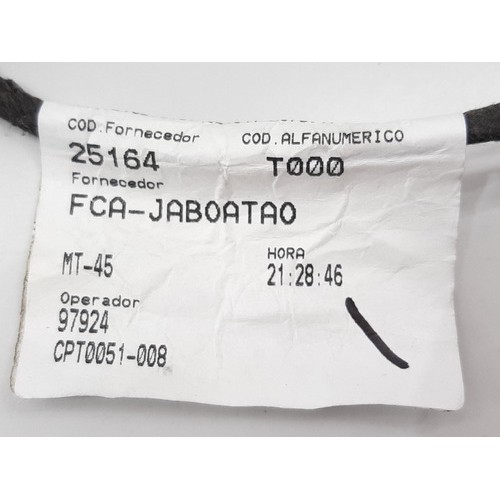 COD.Fornecedor COD.ALFANUMERICO
25164 T000
Fornecedor
FCA-JABOATAO
HORA
MT-45 21:28:46
Operador
97924
CPT0051-008